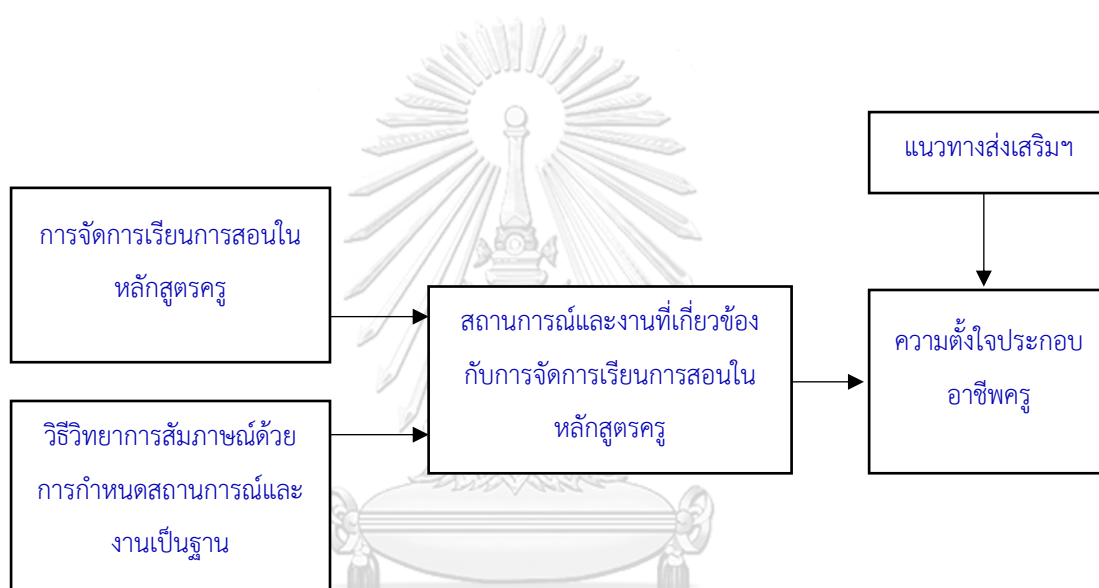 แนวทางส่งเสริมฯ
การจัดการเรียนการสอนใน
หลักสูตรครู
สถานการณ์และงานที่เกี่ยวข้อง
กับการจัดการเรียนการสอนใน
หลักสูตรครู
ความตั้งใจประกอบ
อาชีพครู
วิธีวิทยาการสัมภาษณ์ด้วย
การกำหนดสถานการณ์และ
งานเป็นฐาน